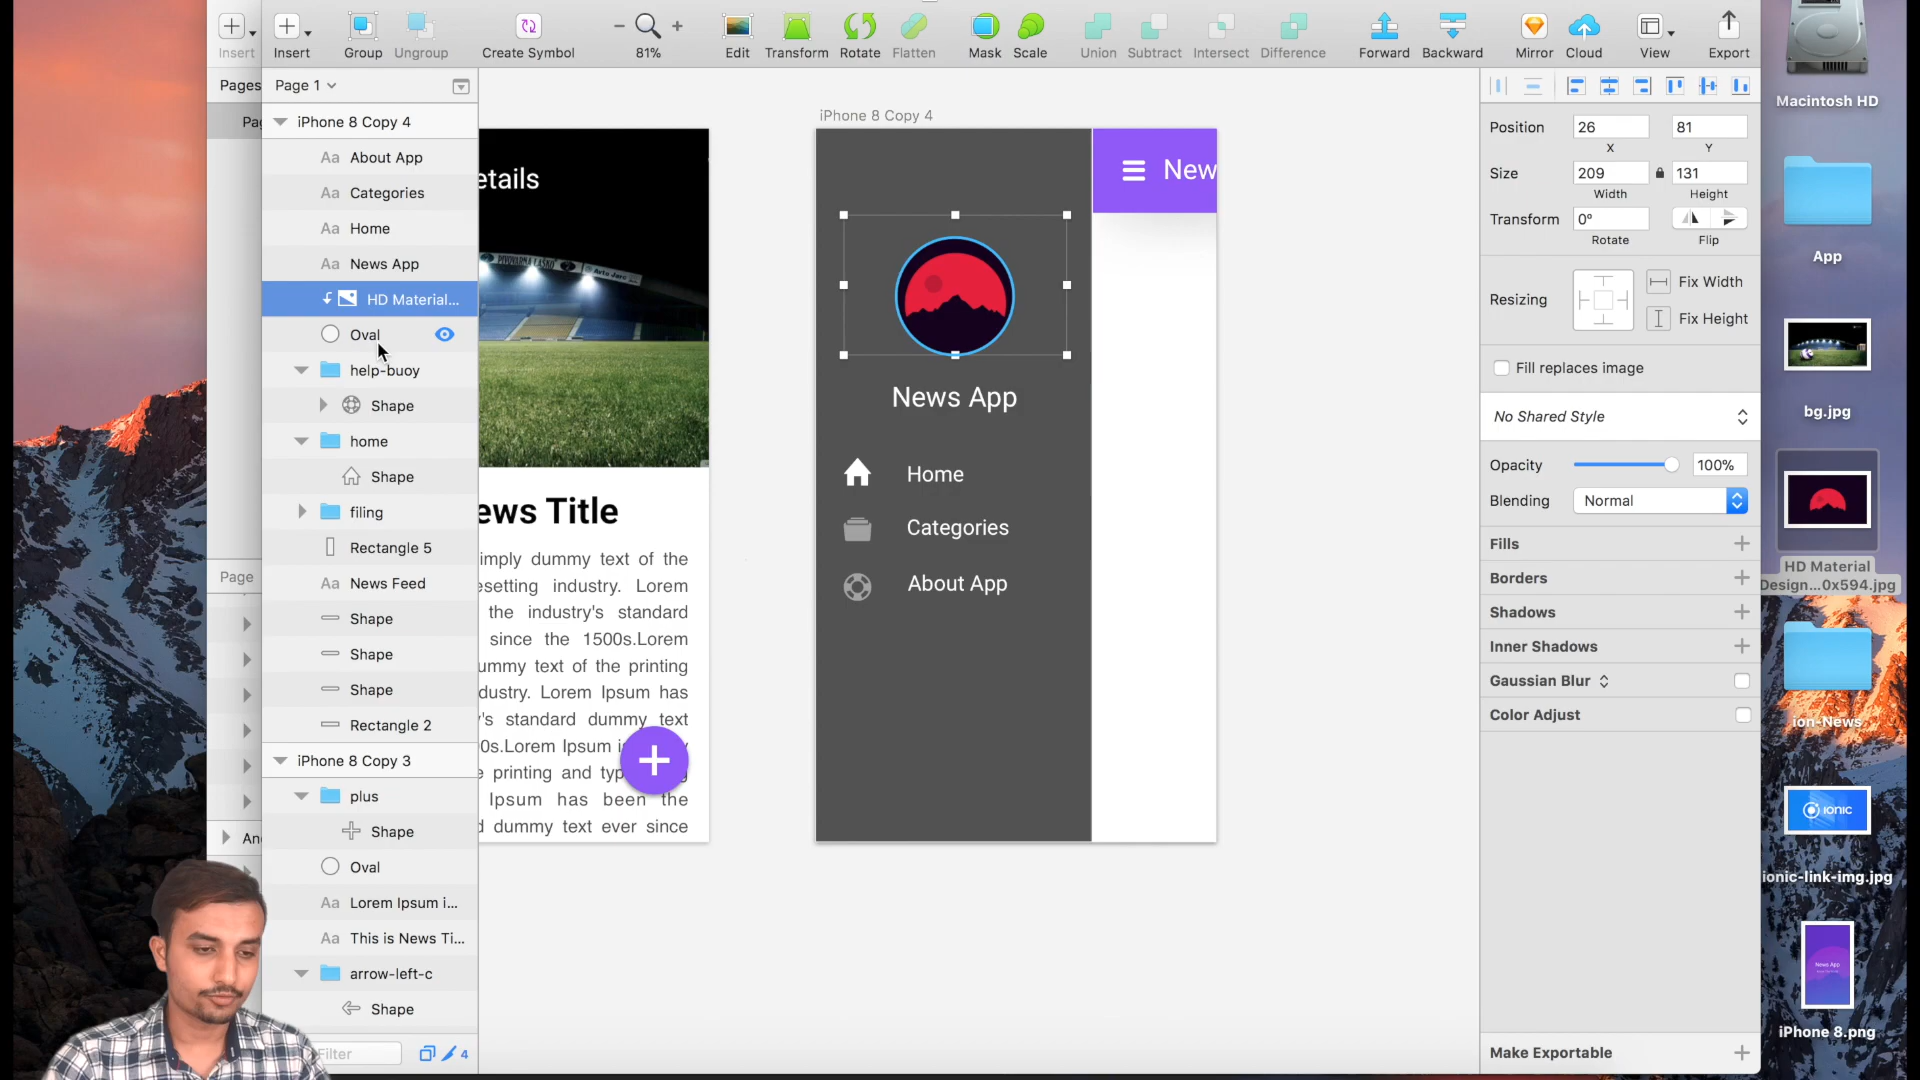 Insert
Insert
Group
Ungroup
Create Symbol
81%
Edit
Transform
Rotate
Flatten
Mask
Scale
Union
Subtract
Intersect
Difference
Forward
Backward
Mirror
Cloud
View
Export
Pages
Page 1
iPhone 8 Copy 4
About App
Categories
Home
News App
HD Material...
Oval
help-buoy
Shape
home
Shape
filing
Rectangle 5
News Feed
Shape
Shape
Shape
Rectangle 2
iPhone 8 Copy 3
plus
Shape
Oval
Lorem Ipsum i...
This is News Ti...
arrow-left-c
Shape
Page
Filter
4
etails
ews Title
imply dummy text of the
esetting industry. Lorem
the industry's standard
since the 1500s.Lorem
ummy text of the printing
dustry. Lorem Ipsum has
's standard dummy text
0s.Lorem Ipsum
printing and typ
Ipsum has been the
d dummy text ever since
iPhone 8 Copy 4
New
News App
Home
Categories
About App
Position
26
81
X
Y
Size
209
131
Width
Height
Transform
0°
Rotate
Flip
Resizing
Fix Width
Fix Height
Fill replaces image
No Shared Style
Opacity
100%
Blending
Normal
Fills
Borders
Shadows
Inner Shadows
Gaussian Blur
Color Adjust
Make Exportable
Macintosh HD
App
bg.jpg
HD Material
Design...0x594.jpg
ion-News
ionic
ionic-link-img.jpg
News App
iPhone 8.png